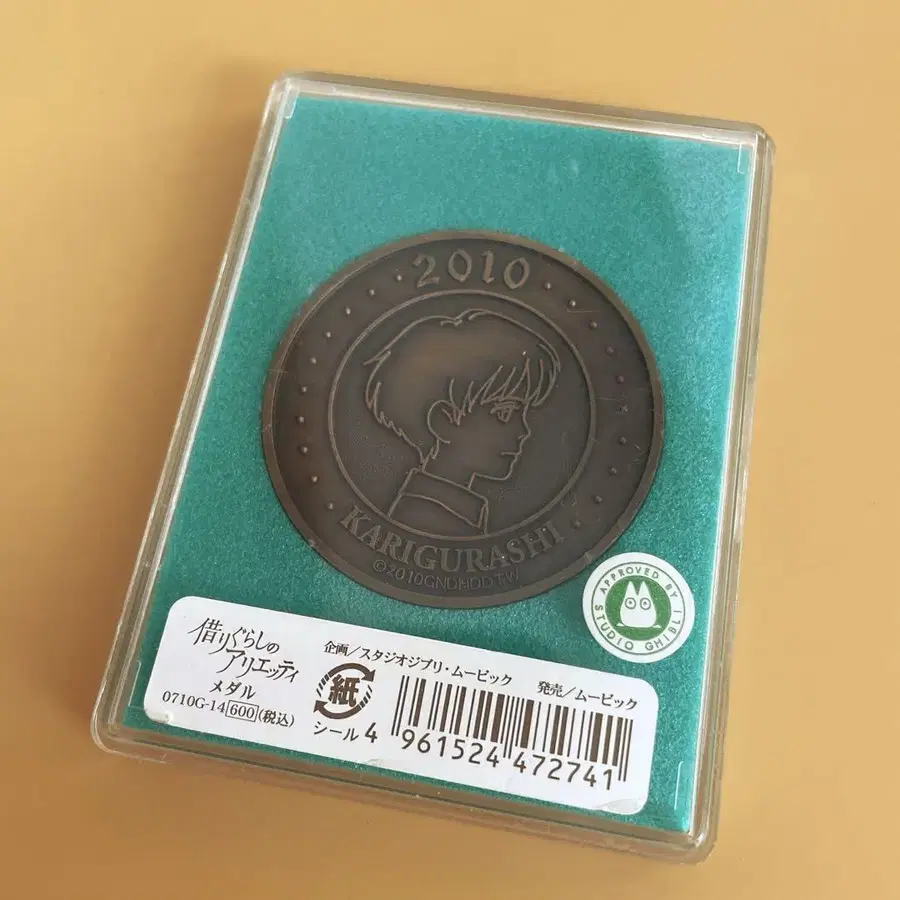 2010
KARIGURASHI
©2010GNDHDDTW
APPROVED BY
STUDIO GHIBLI
借りぐらしの
アリエッティ
メダル
0710G-14 600 (税込)
企画/スタジオジブリ・ムービック
発売/ムービック
紙
シール
4 961524 472741